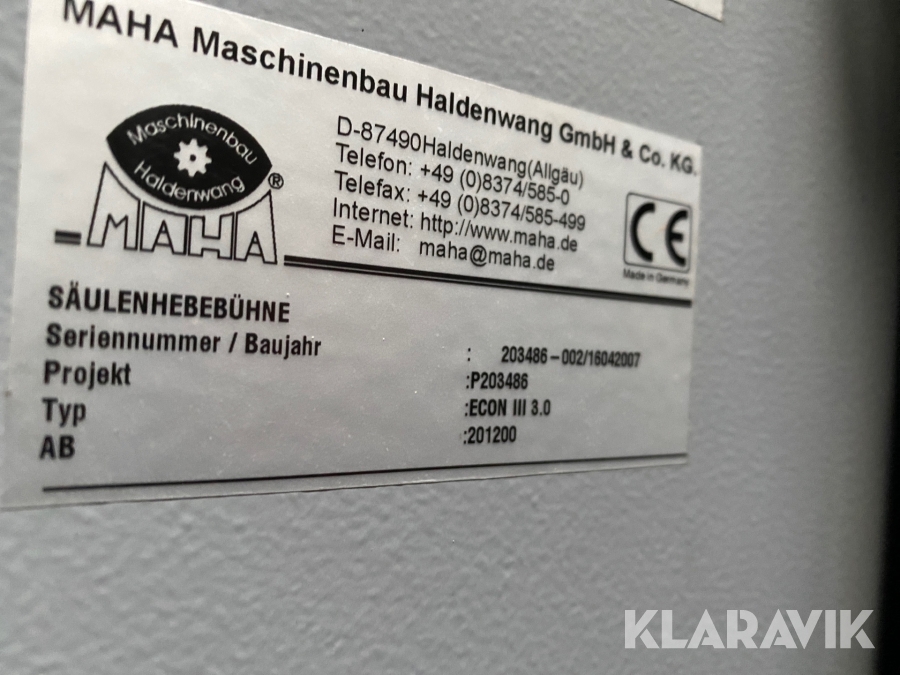 MAHA Maschinenbau Haldenwang GmbH & Co. KG.
Maschinenbau
Haldenwang
MAHA ®
D-87490Haldenwang(Allgäu)
Telefon: +49 (0)8374/585-0
Telefax: +49 (0)8374/585-499
Internet: http://www.maha.de
E-Mail: maha@maha.de
CE
Made in Germany
SÄULENHEBEBÜHNE
Seriennummer / Baujahr : 203486-002/16042007
Projekt :P203486
Typ :ECON III 3.0
AB :201200
KLARAVIK